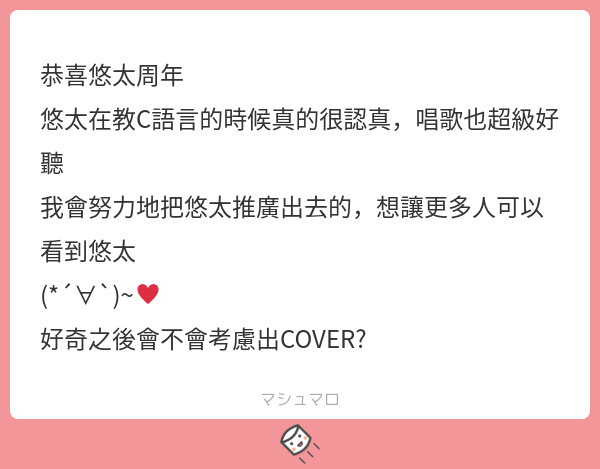 恭喜悠太周年
悠太在教C語言的時候真的很認真，唱歌也超級好
聽
我會努力地把悠太推廣出去的，想讓更多人可以
看到悠太
(*´∀`)~♥
好奇之後會不會考慮出COVER?
マシュマロ